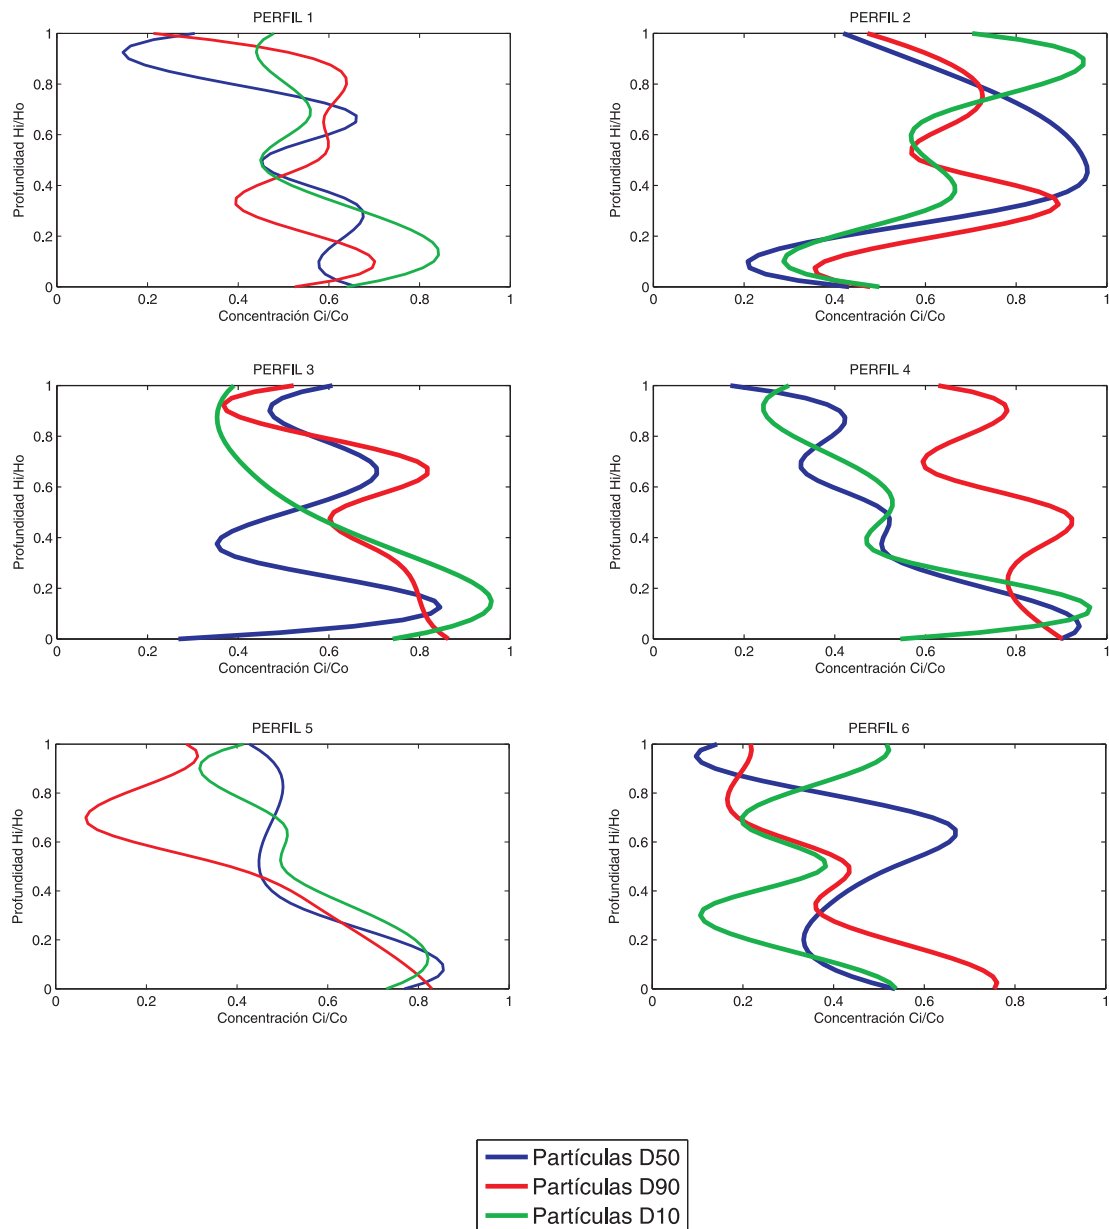 PERFIL 1
1
0.8
0.6
0.4
0.2
0
Profundidad Hi/Ho
0 0.2 0.4 0.6 0.8 1
Concentración Ci/Co
PERFIL 2
1
0.8
0.6
0.4
0.2
0
Profundidad Hi/Ho
0 0.2 0.4 0.6 0.8 1
Concentración Ci/Co
PERFIL 3
1
0.8
0.6
0.4
0.2
0
Profundidad Hi/Ho
0 0.2 0.4 0.6 0.8 1
Concentración Ci/Co
PERFIL 4
1
0.8
0.6
0.4
0.2
0
Profundidad Hi/Ho
0 0.2 0.4 0.6 0.8 1
Concentración Ci/Co
PERFIL 5
1
0.8
0.6
0.4
0.2
0
Profundidad Hi/Ho
0 0.2 0.4 0.6 0.8 1
Concentración Ci/Co
PERFIL 6
1
0.8
0.6
0.4
0.2
0
Profundidad Hi/Ho
0 0.2 0.4 0.6 0.8 1
Concentración Ci/Co
Partículas D50
Partículas D90
Partículas D10